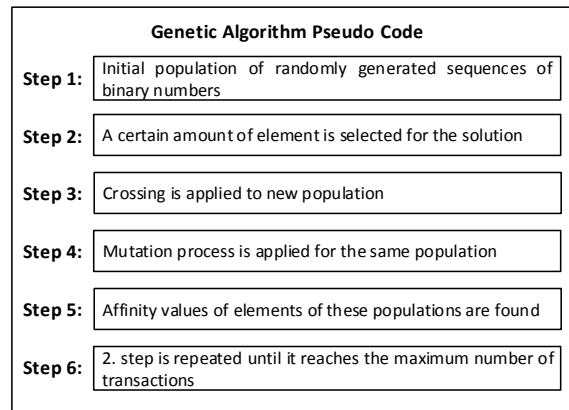 Genetic Algorithm Pseudo Code
Step 1:
Initial population of randomly generated sequences of
binary numbers
Step 2:
A certain amount of element is selected for the solution
Step 3:
Crossing is applied to new population
Step 4:
Mutation process is applied for the same population
Step 5:
Affinity values of elements of these populations are found
Step 6:
2. step is repeated until it reaches the maximum number of
transactions